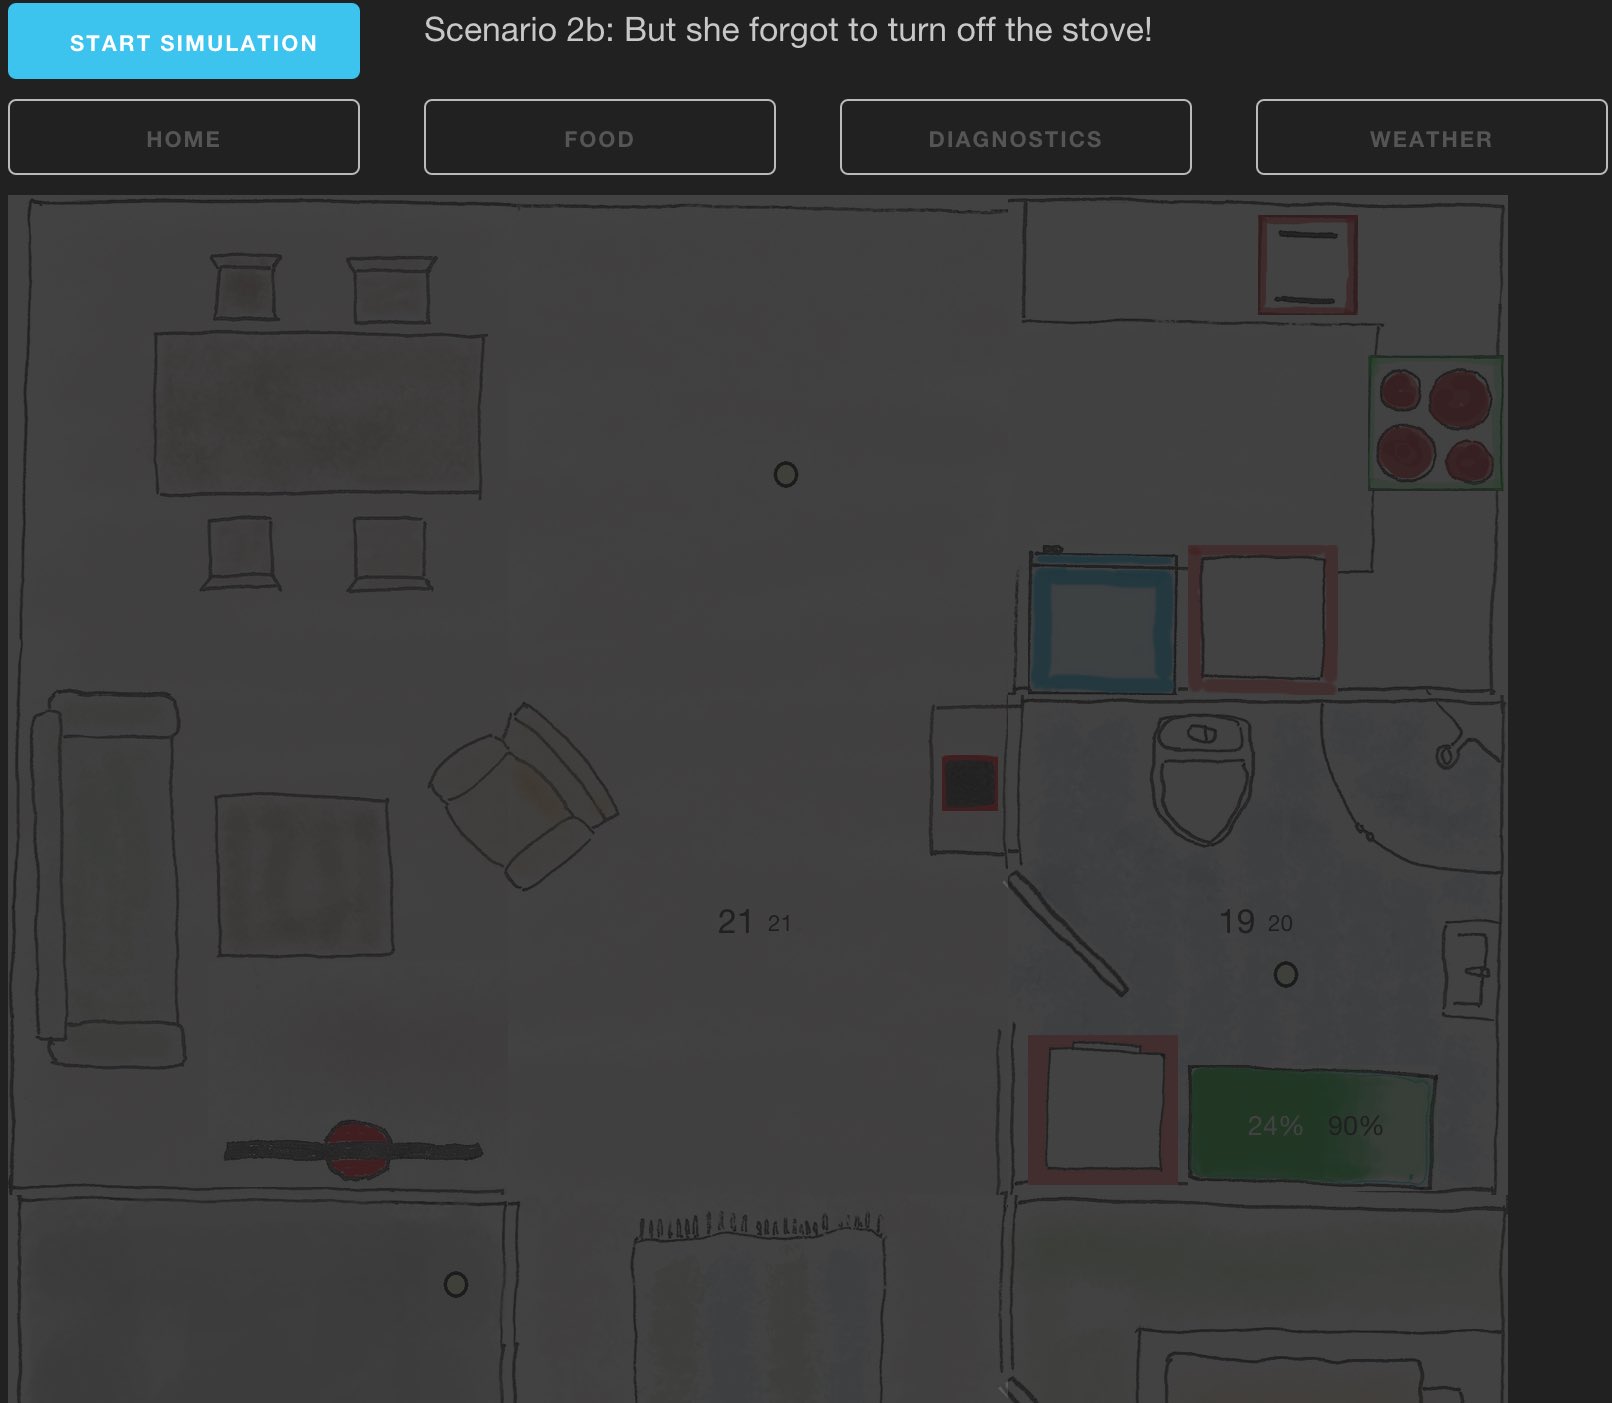 START SIMULATION
Scenario 2b: But she forgot to turn off the stove!
HOME
FOOD
DIAGNOSTICS
WEATHER
21 21
19 20
24% 90%